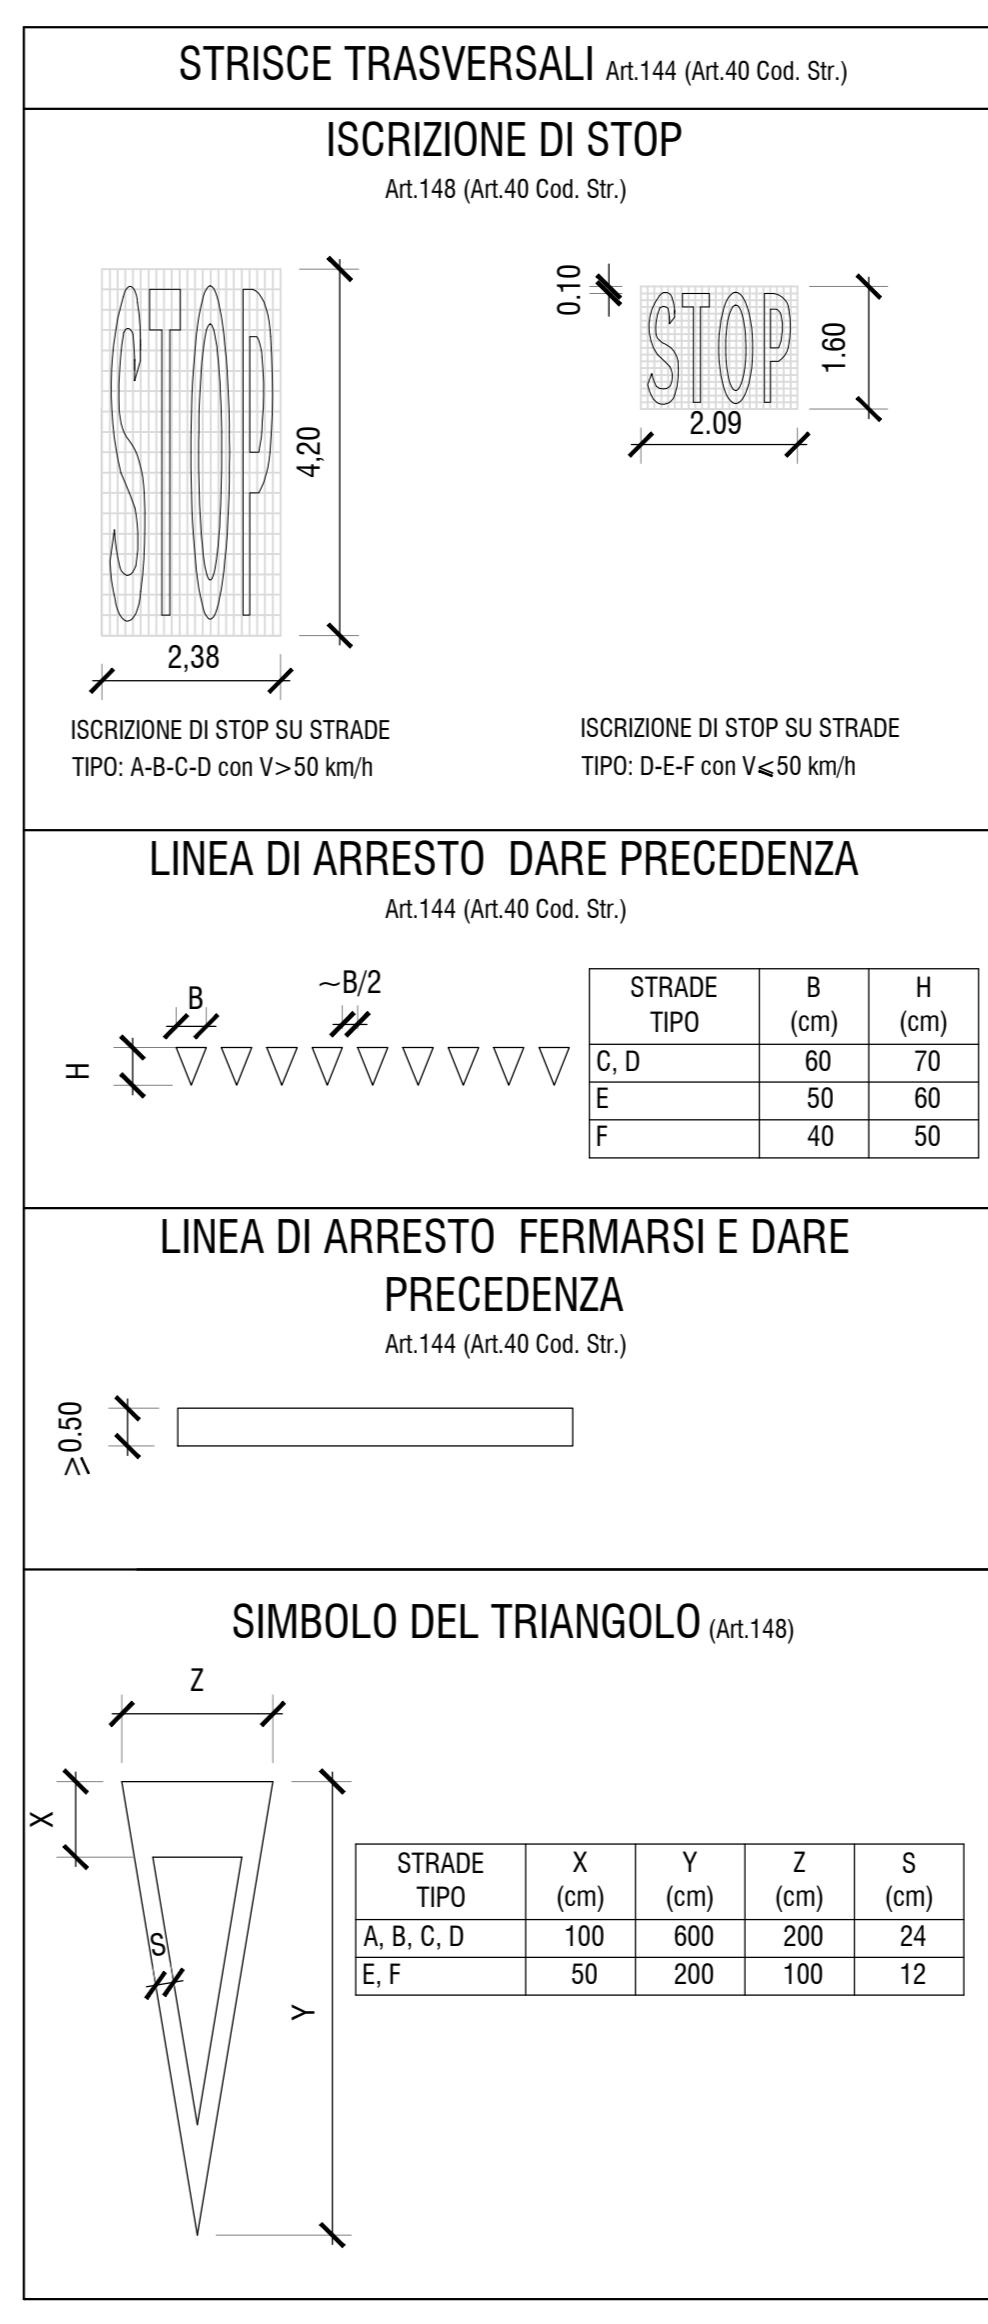 STRISCE TRASVERSALI Art.144 (Art.40 Cod. Str.)
ISCRIZIONE DI STOP
Art.148 (Art.40 Cod. Str.)
STOP
4,20
2,38
0.10
STOP
1.60
2.09
ISCRIZIONE DI STOP SU STRADE
TIPO: A-B-C-D con V>50 km/h
ISCRIZIONE DI STOP SU STRADE
TIPO: D-E-F con V⩽50 km/h
LINEA DI ARRESTO DARE PRECEDENZA
Art.144 (Art.40 Cod. Str.)
B
~B/2
H
STRADE TIPO B (cm) H (cm)
C, D 60 70
E 50 60
F 40 50
LINEA DI ARRESTO FERMARSI E DARE
PRECEDENZA
Art.144 (Art.40 Cod. Str.)
≥0.50
SIMBOLO DEL TRIANGOLO (Art.148)
Z
X
S
Y
STRADE TIPO X (cm) Y (cm) Z (cm) S (cm)
A, B, C, D 100 600 200 24
E, F 50 200 100 12